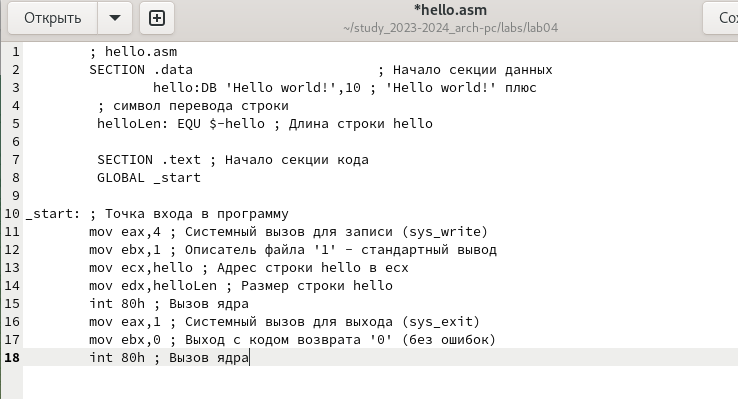 Открыть
*hello.asm
~/study_2023-2024_arch-pc/labs/lab04
Со
1 ; hello.asm
2 SECTION .data ; Начало секции данных
3 hello:DB 'Hello world!',10 ; 'Hello world!' плюс
4 ; символ перевода строки
5 helloLen: EQU $-hello ; Длина строки hello
6
7 SECTION .text ; Начало секции кода
8 GLOBAL _start
9
10 _start: ; Точка входа в программу
11 mov eax,4 ; Системный вызов для записи (sys_write)
12 mov ebx,1 ; Описатель файла '1' - стандартный вывод
13 mov ecx,hello ; Адрес строки hello в ecx
14 mov edx,helloLen ; Размер строки hello
15 int 80h ; Вызов ядра
16 mov eax,1 ; Системный вызов для выхода (sys_exit)
17 mov ebx,0 ; Выход с кодом возврата '0' (без ошибок)
18 int 80h ; Вызов ядра